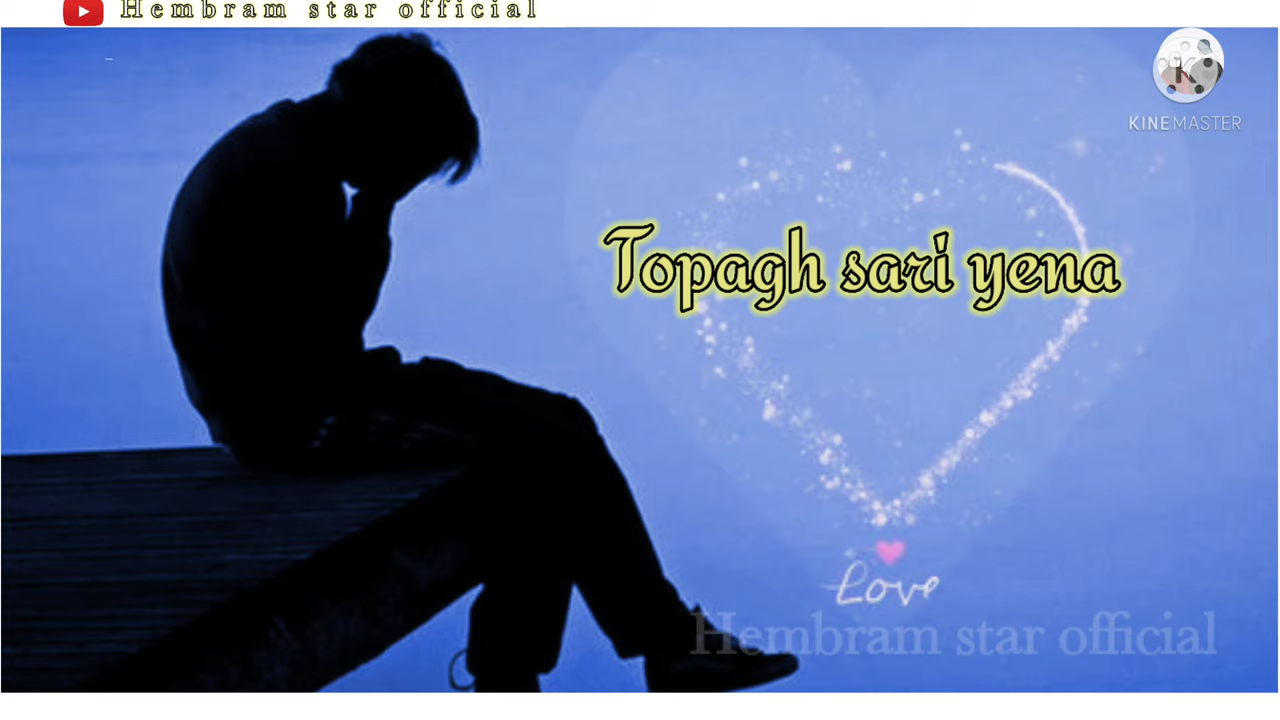 Hembram star official
KINEMASTER
Topagh sari yena
Love
Hembram star official